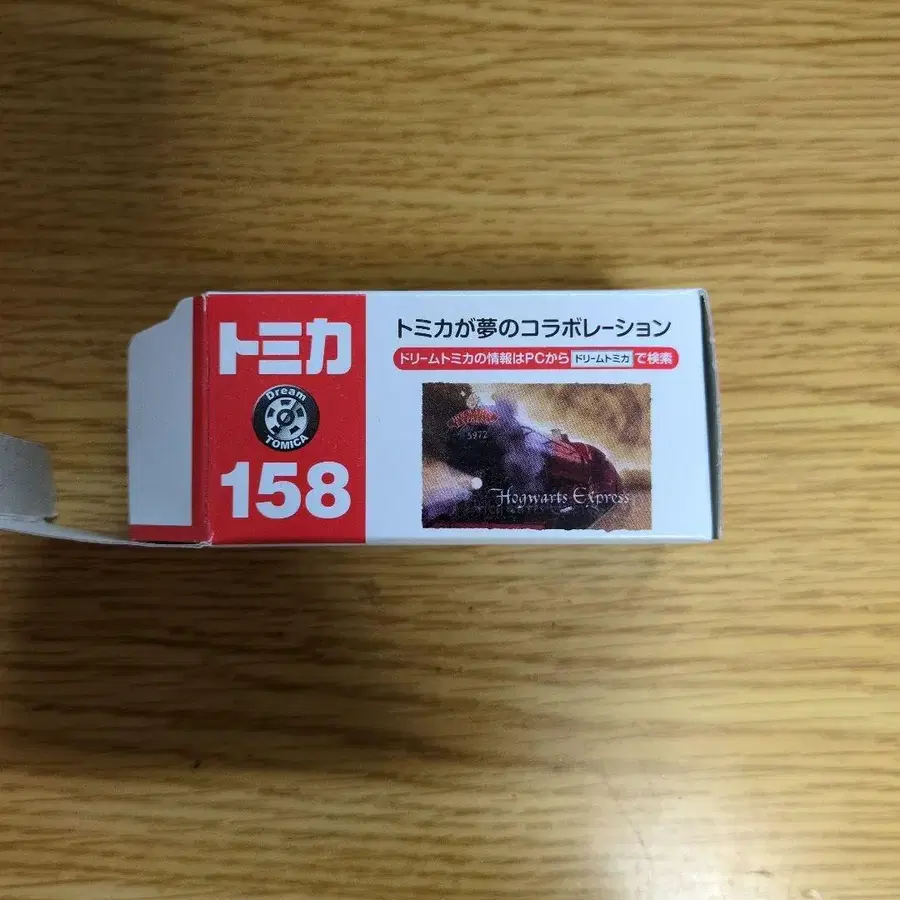 トミカ
Dream
TOMICA
158
トミカが夢のコラボレーション
ドリームトミカの情報はPCから ドリームトミカ で検索
5972
Hogwarts Express